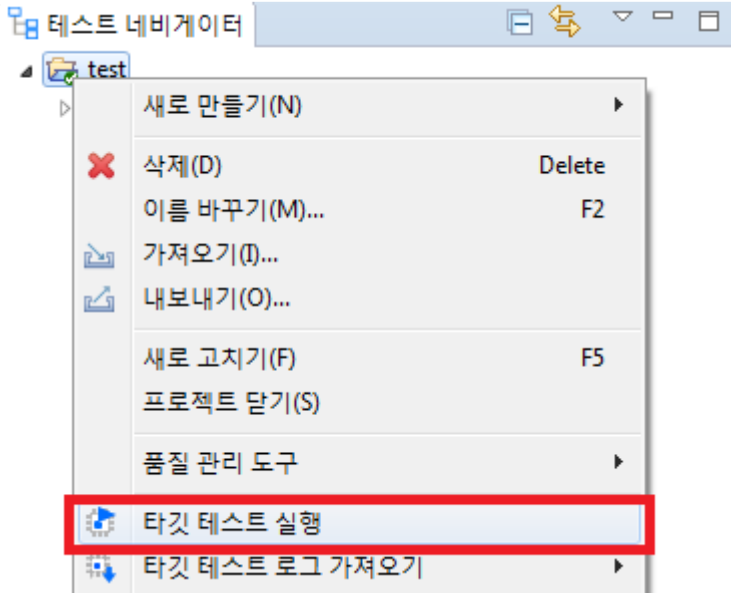 테스트 네비게이터
test
새로 만들기(N)
삭제(D) Delete
이름 바꾸기(M)... F2
가져오기(I)...
내보내기(O)...
새로 고치기(F) F5
프로젝트 닫기(S)
품질 관리 도구
타깃 테스트 실행
타깃 테스트 로그 가져오기